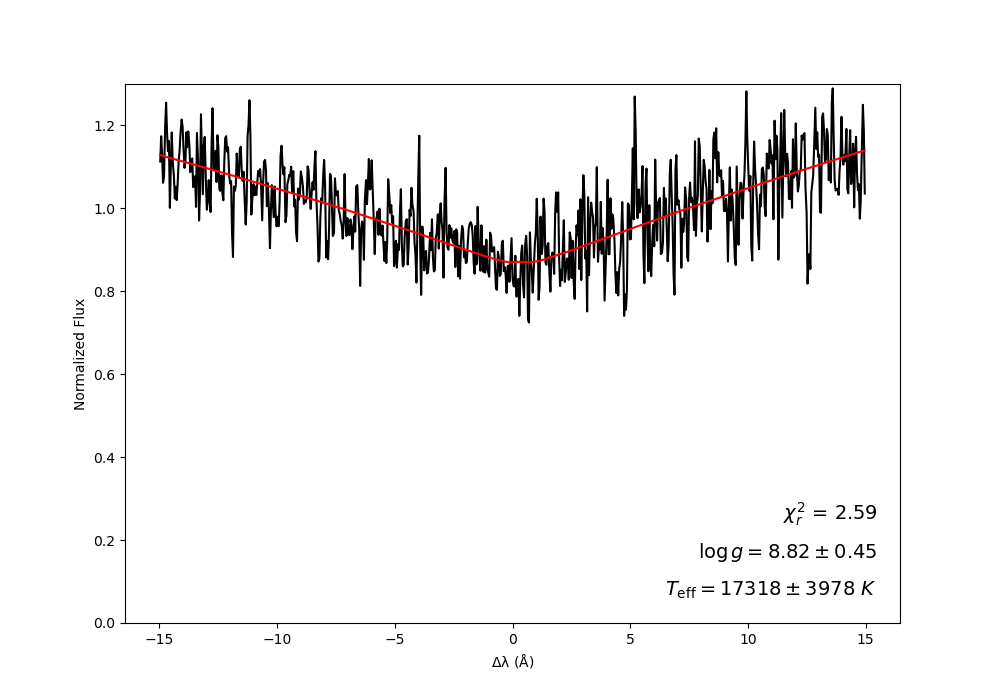 1.2
1.0
0.8
0.6
0.4
0.2
0.0
Normalized Flux
χ²ᵣ = 2.59
log g = 8.82 ± 0.45
T_eff = 17318 ± 3978 K
−15 −10 −5 0 5 10 15
Δλ (Å)